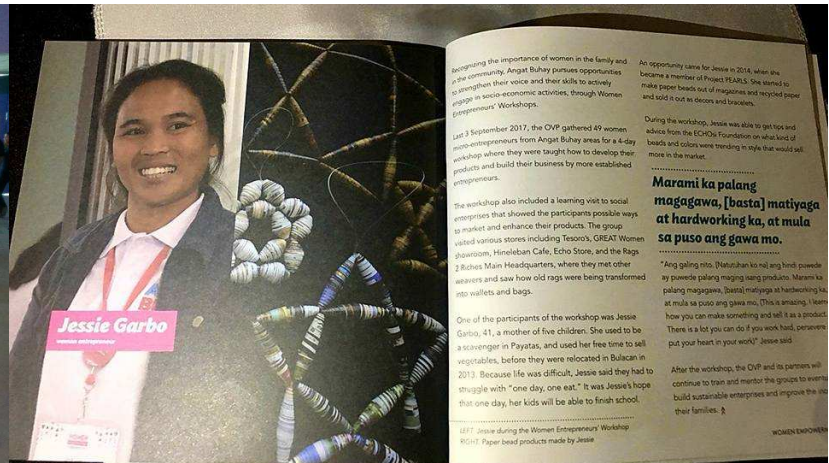 Jessie Garbo
women entrepreneur
Recognizing the importance of women in the family and
in the community, Angat Buhay pursues opportunities
to strengthen their voice and their skills to actively
engage in socio-economic activities, through Women
Entrepreneurs' Workshops.
Last 3 September 2017, the OVP gathered 49 women
micro-entrepreneurs from Angat Buhay areas for a 4-day
workshop where they were taught how to develop their
products and build their business by more established
entrepreneurs.
The workshop also included a learning visit to social
enterprises that showed the participants possible ways
to market and enhance their products. The group
visited various stores including Tesoro's, GREAT Women
showroom, Hineleban Cafe, Echo Store, and the Rags
2 Riches Main Headquarters, where they met other
weavers and saw how old rags were being transformed
into wallets and bags.
One of the participants of the workshop was Jessie
Garbo, 41, a mother of five children. She used to be
a scavenger in Payatas, and used her free time to sell
vegetables, before they were relocated in Bulacan in
2013. Because life was difficult, Jessie said they had to
struggle with "one day, one eat." It was Jessie's hope
that one day, her kids will be able to finish school.
LEFT: Jessie during the Women Entrepreneurs' Workshop
RIGHT: Paper bead products made by Jessie
An opportunity came for Jessie in 2014, when she
became a member of Project PEARLS. She started to
make paper beads out of magazines and recycled paper
and sold it out as decors and bracelets.
During the workshop, Jessie was able to get tips and
advice from the ECHOsi Foundation on what kind of
beads and colors were trending in style that would sell
more in the market.
Marami ka palang
magagawa, [basta] matiyaga
at hardworking ka, at mula
sa puso ang gawa mo.
"Ang galing nito. [Natutuhan ko na] ang hindi puwede
ay puwede palang maging isang produkto. Marami ka
palang magagawa, [basta] matiyaga at hardworking ka,
at mula sa puso ang gawa mo. (This is amazing. I learn
how you can make something and sell it as a product.
There is a lot you can do if you work hard, persevere
put your heart in your work)" Jessie said.
After the workshop, the OVP and its partners will
continue to train and mentor the groups to
build sustainable enterprises and improve the
their families.
WOMEN